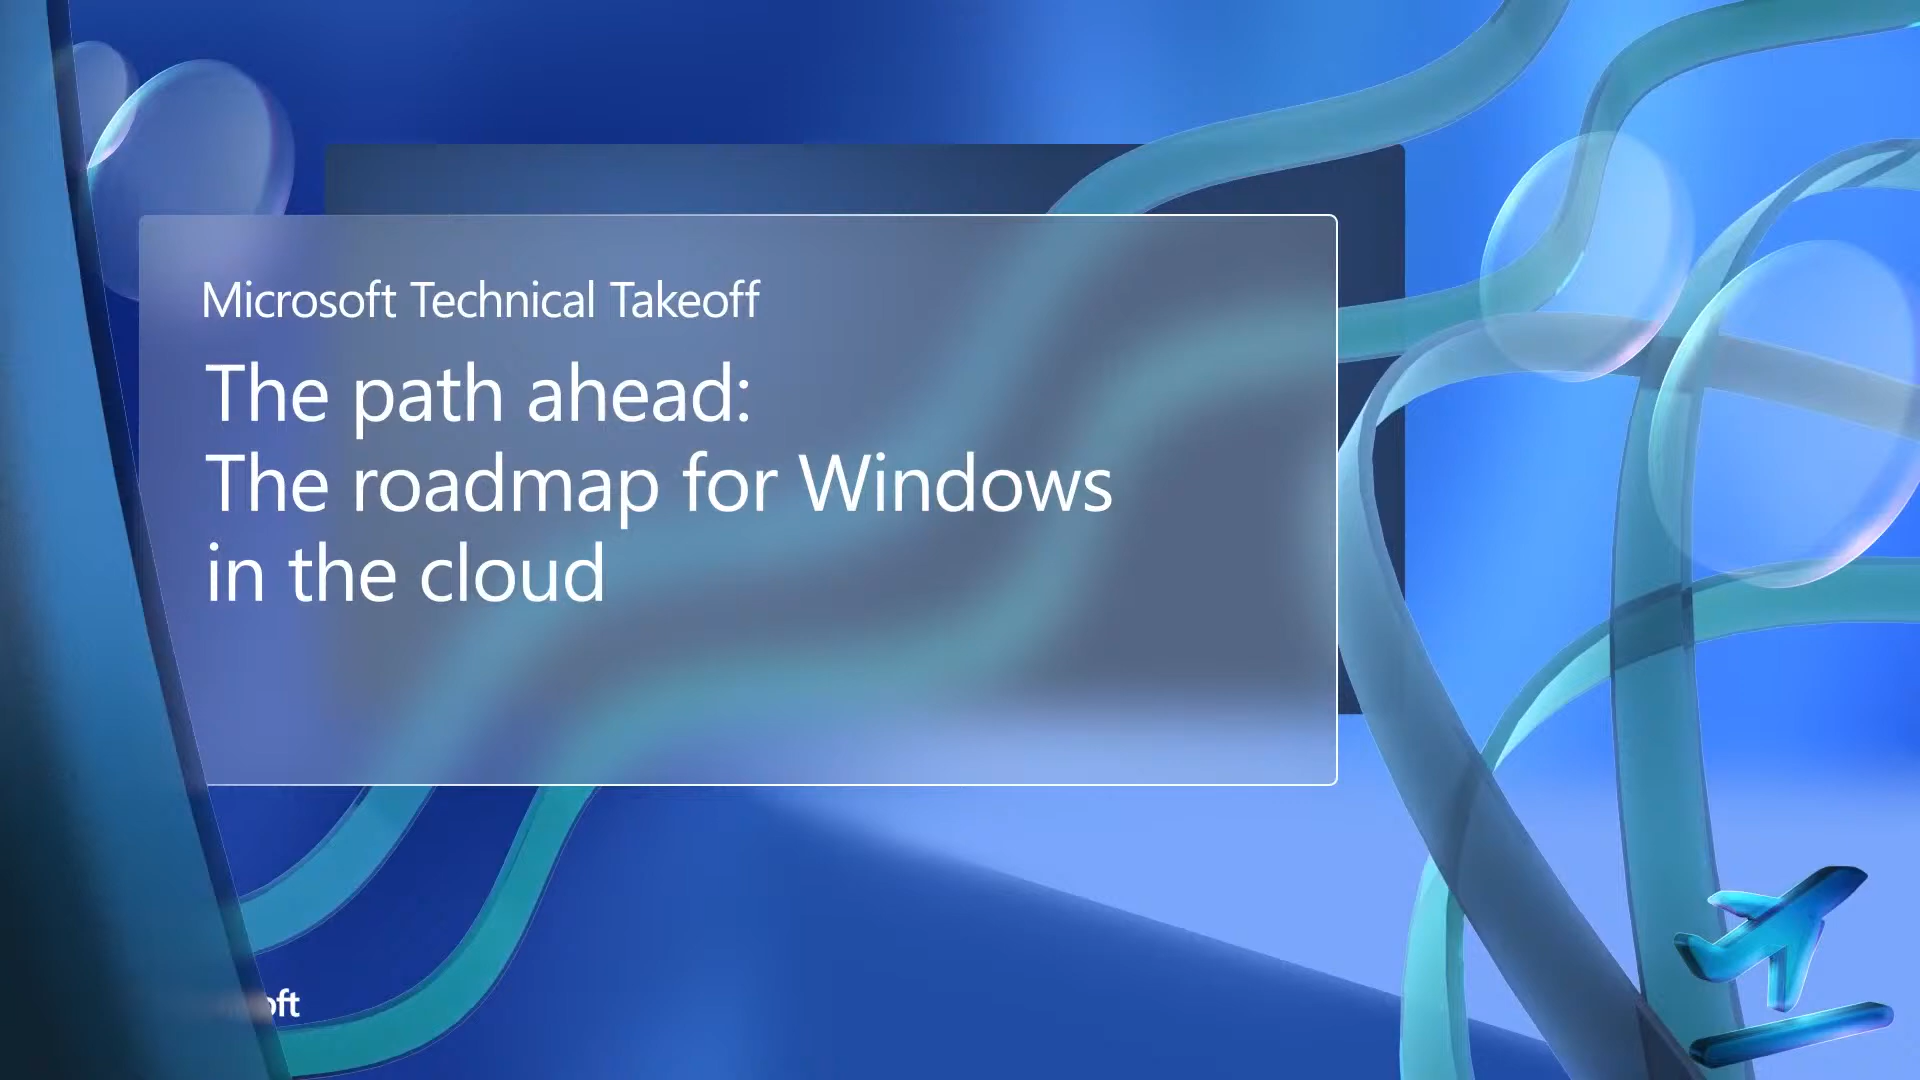 Microsoft Technical Takeoff
The path ahead:
The roadmap for Windows
in the cloud